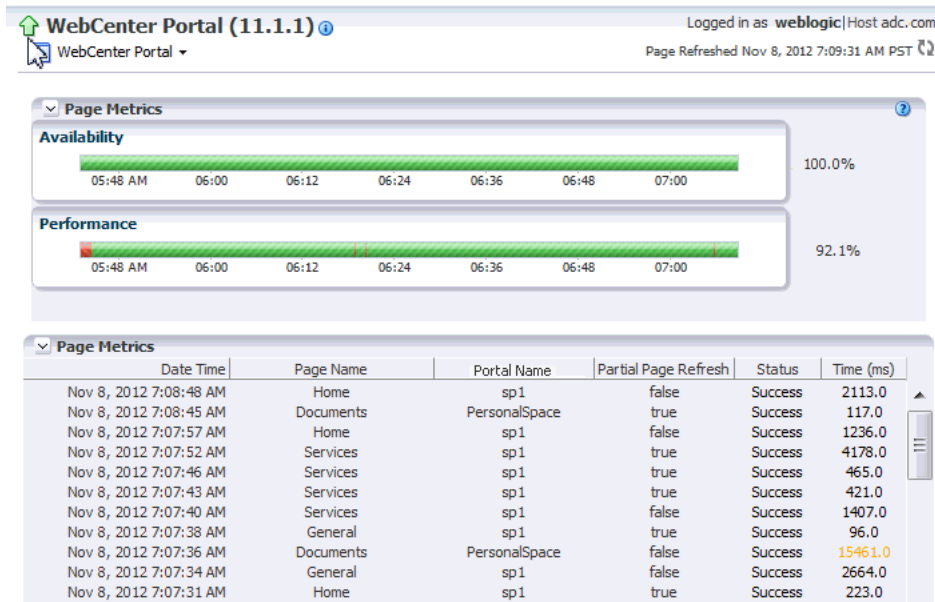 WebCenter Portal (11.1.1)
Logged in as weblogic|Host adc.com
WebCenter Portal
Page Refreshed Nov 8, 2012 7:09:31 AM PST
Page Metrics
Availability
05:48 AM 06:00 06:12 06:24 06:36 06:48 07:00
100.0%
Performance
05:48 AM 06:00 06:12 06:24 06:36 06:48 07:00
92.1%
Page Metrics
Date Time Page Name Portal Name Partial Page Refresh Status Time (ms)
Nov 8, 2012 7:08:48 AM Home sp1 false Success 2113.0
Nov 8, 2012 7:08:45 AM Documents PersonalSpace true Success 117.0
Nov 8, 2012 7:07:57 AM Home sp1 false Success 1236.0
Nov 8, 2012 7:07:52 AM Services sp1 true Success 4178.0
Nov 8, 2012 7:07:46 AM Services sp1 true Success 465.0
Nov 8, 2012 7:07:43 AM Services sp1 true Success 421.0
Nov 8, 2012 7:07:40 AM Services sp1 false Success 1407.0
Nov 8, 2012 7:07:38 AM General sp1 true Success 96.0
Nov 8, 2012 7:07:36 AM Documents PersonalSpace false Success 15461.0
Nov 8, 2012 7:07:34 AM General sp1 false Success 2664.0
Nov 8, 2012 7:07:31 AM Home sp1 true Success 223.0